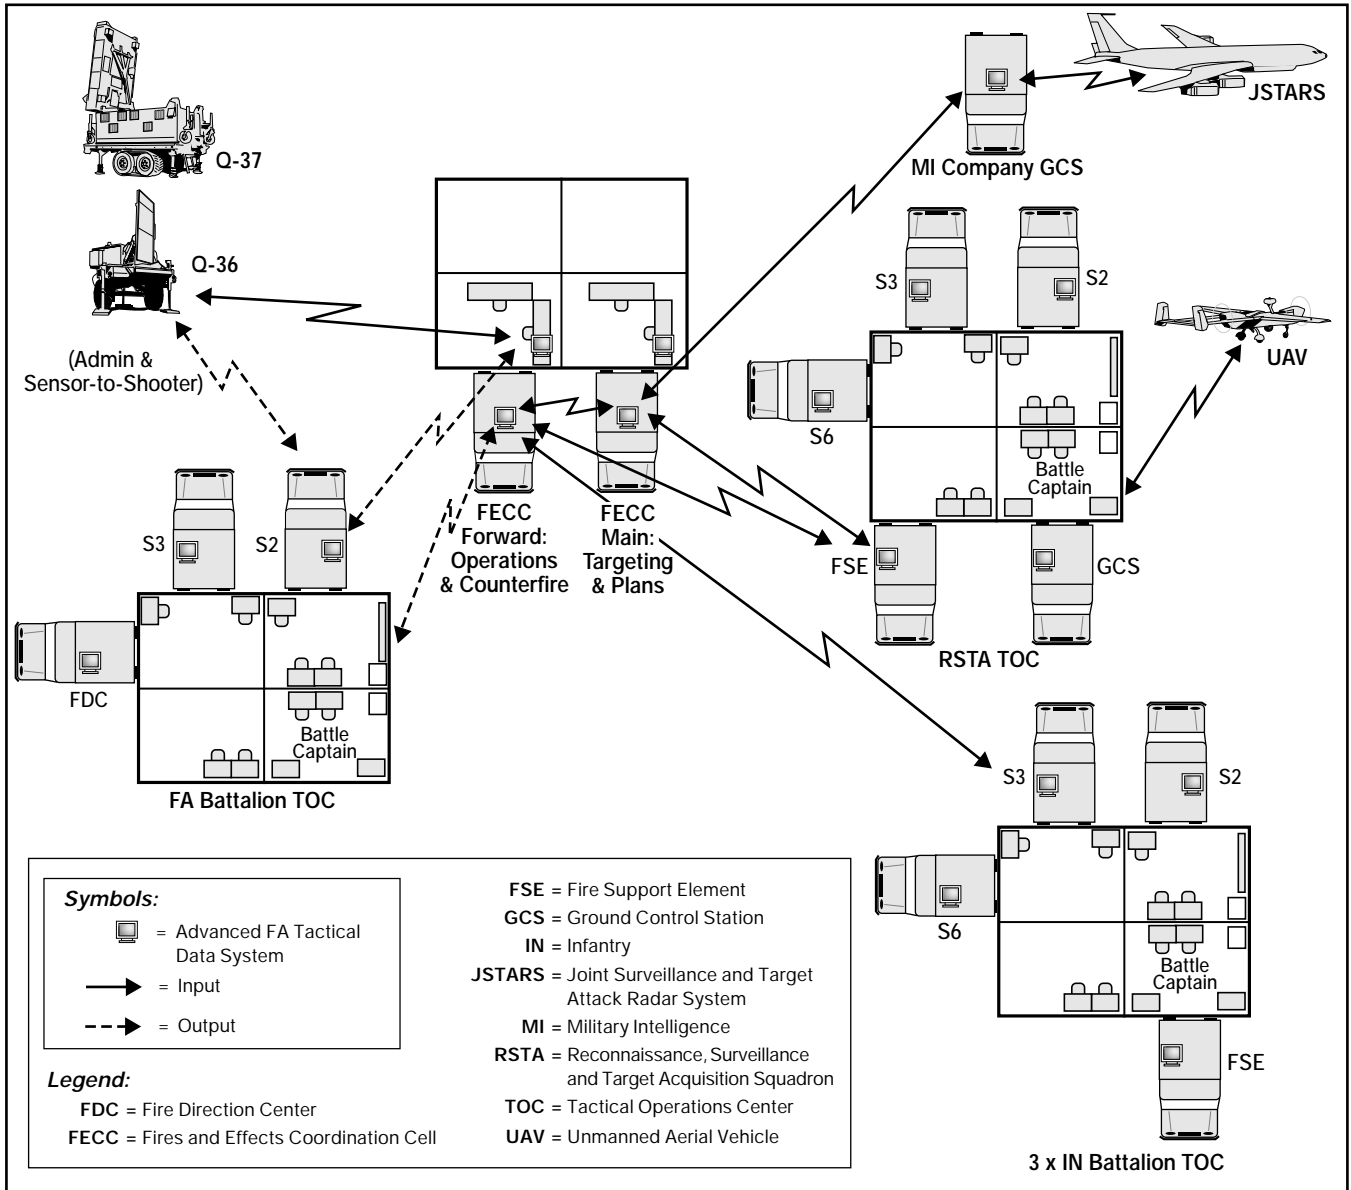 JSTARS
Q-37
MI Company GCS
Q-36
S3
S2
UAV
(Admin &
Sensor-to-Shooter)
S6
Battle
Captain
FECC
Forward:
Operations
& Counterfire
FECC
Main:
Targeting
& Plans
S3
S2
FSE
GCS
RSTA TOC
FDC
Battle
Captain
FA Battalion TOC
S3
S2
S6
Battle
Captain
FSE
3 x IN Battalion TOC
Symbols:
= Advanced FA Tactical
Data System
= Input
= Output
Legend:
FDC = Fire Direction Center
FECC = Fires and Effects Coordination Cell
FSE = Fire Support Element
GCS = Ground Control Station
IN = Infantry
JSTARS = Joint Surveillance and Target
Attack Radar System
MI = Military Intelligence
RSTA = Reconnaissance, Surveillance
and Target Acquisition Squadron
TOC = Tactical Operations Center
UAV = Unmanned Aerial Vehicle